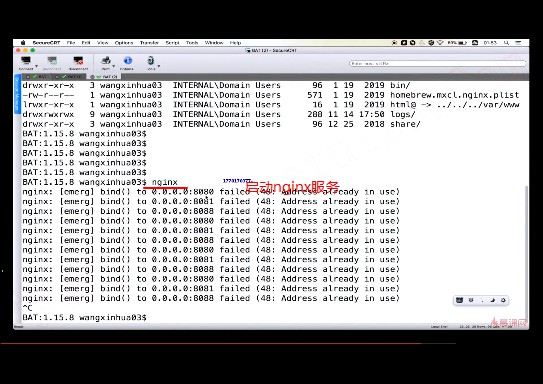 SecureCRT File Edit View Options Transfer Script Tools Window Help 01:53
BAT (2) - SecureCRT
drwxr-xr-x 3 wangxinhua03 INTERNAL\Domain Users 96 1 19 2019 bin/
-rw-r--r-- 1 wangxinhua03 INTERNAL\Domain Users 571 1 19 2019 homebrew.mxcl.nginx.plist
lrwxr-xr-x 1 wangxinhua03 INTERNAL\Domain Users 16 1 19 2019 html@ -> ../../../var/www
drwxrwxrwx 9 wangxinhua03 INTERNAL\Domain Users 288 11 14 17:50 logs/
drwxr-xr-x 3 wangxinhua03 INTERNAL\Domain Users 96 12 25 2018 share/
BAT:1.15.8 wangxinhua03$
BAT:1.15.8 wangxinhua03$
BAT:1.15.8 wangxinhua03$
BAT:1.15.8 wangxinhua03$
BAT:1.15.8 wangxinhua03$
BAT:1.15.8 wangxinhua03$ nginx
启动nginx服务
nginx: [emerg] bind() to 0.0.0.0:8080 failed (48: Address already in use)
nginx: [emerg] bind() to 0.0.0.0:8081 failed (48: Address already in use)
nginx: [emerg] bind() to 0.0.0.0:8088 failed (48: Address already in use)
nginx: [emerg] bind() to 0.0.0.0:8080 failed (48: Address already in use)
nginx: [emerg] bind() to 0.0.0.0:8081 failed (48: Address already in use)
nginx: [emerg] bind() to 0.0.0.0:8088 failed (48: Address already in use)
nginx: [emerg] bind() to 0.0.0.0:8080 failed (48: Address already in use)
nginx: [emerg] bind() to 0.0.0.0:8081 failed (48: Address already in use)
nginx: [emerg] bind() to 0.0.0.0:8088 failed (48: Address already in use)
nginx: [emerg] bind() to 0.0.0.0:8080 failed (48: Address already in use)
nginx: [emerg] bind() to 0.0.0.0:8081 failed (48: Address already in use)
nginx: [emerg] bind() to 0.0.0.0:8088 failed (48: Address already in use)
^C
BAT:1.15.8 wangxinhua03$
慕课网